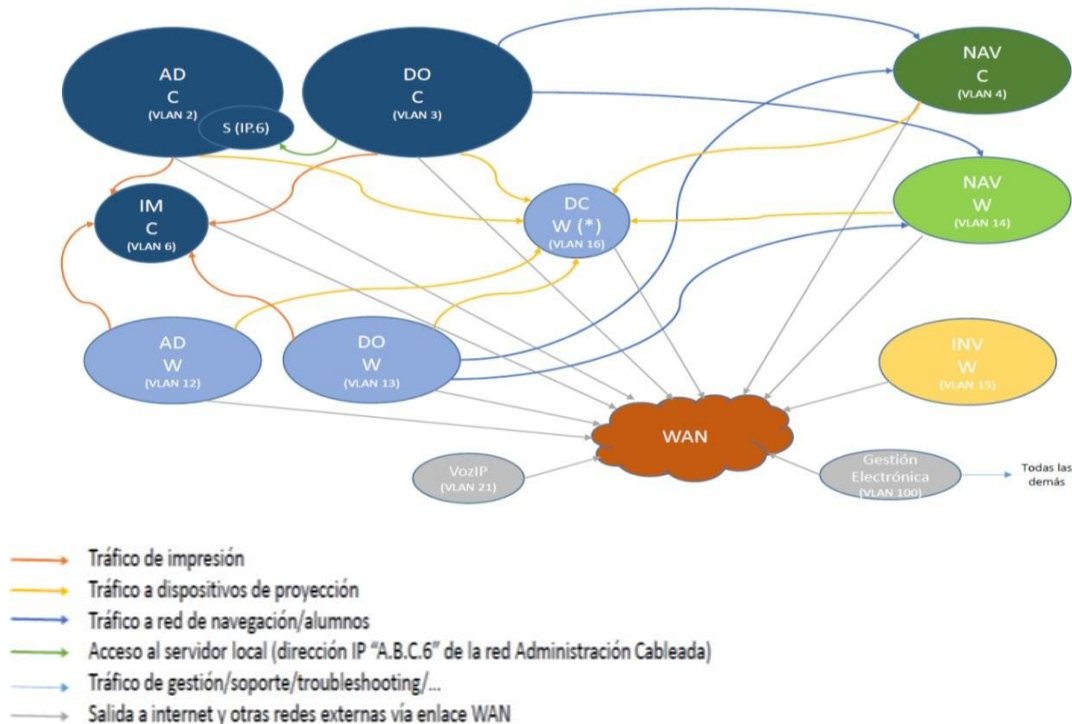 AD
C
(VLAN 2)
S (IP.6)
DO
C
(VLAN 3)
NAV
C
(VLAN 4)
IM
C
(VLAN 6)
DC
W (*)
(VLAN 16)
NAV
W
(VLAN 14)
AD
W
(VLAN 12)
DO
W
(VLAN 13)
INV
W
(VLAN 15)
WAN
VozIP
(VLAN 21)
Gestión
Electrónica
(VLAN 100)
Todas las
demás
Tráfico de impresión
Tráfico a dispositivos de proyección
Tráfico a red de navegación/alumnos
Acceso al servidor local (dirección IP “A.B.C.6” de la red Administración Cableada)
Tráfico de gestión/soporte/troubleshooting/...
Salida a internet y otras redes externas vía enlace WAN